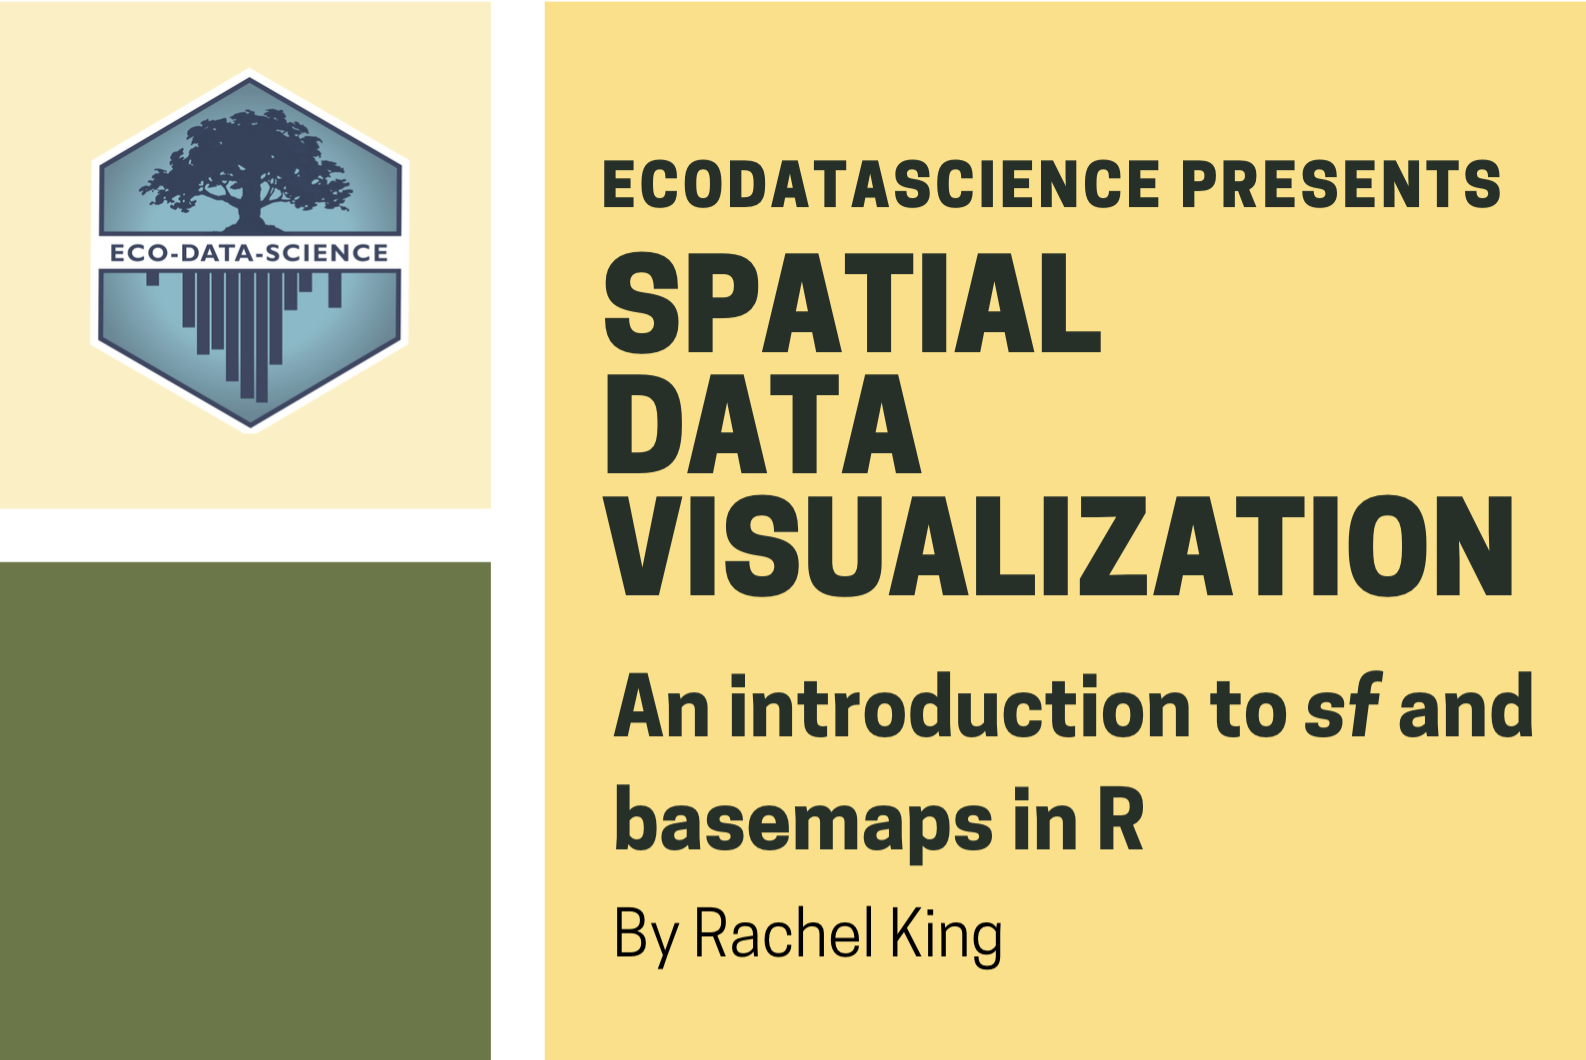 ECO-DATA-SCIENCE
ECODATASCIENCE PRESENTS
SPATIAL
DATA
VISUALIZATION
An introduction to sf and
basemaps in R
By Rachel King